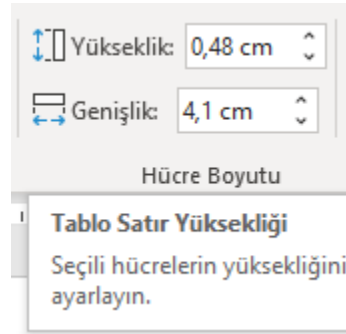 Yükseklik: 0,48 cm
Genişlik: 4,1 cm
Hücre Boyutu
Tablo Satır Yüksekliği
Seçili hücrelerin yüksekliğini
ayarlayın.